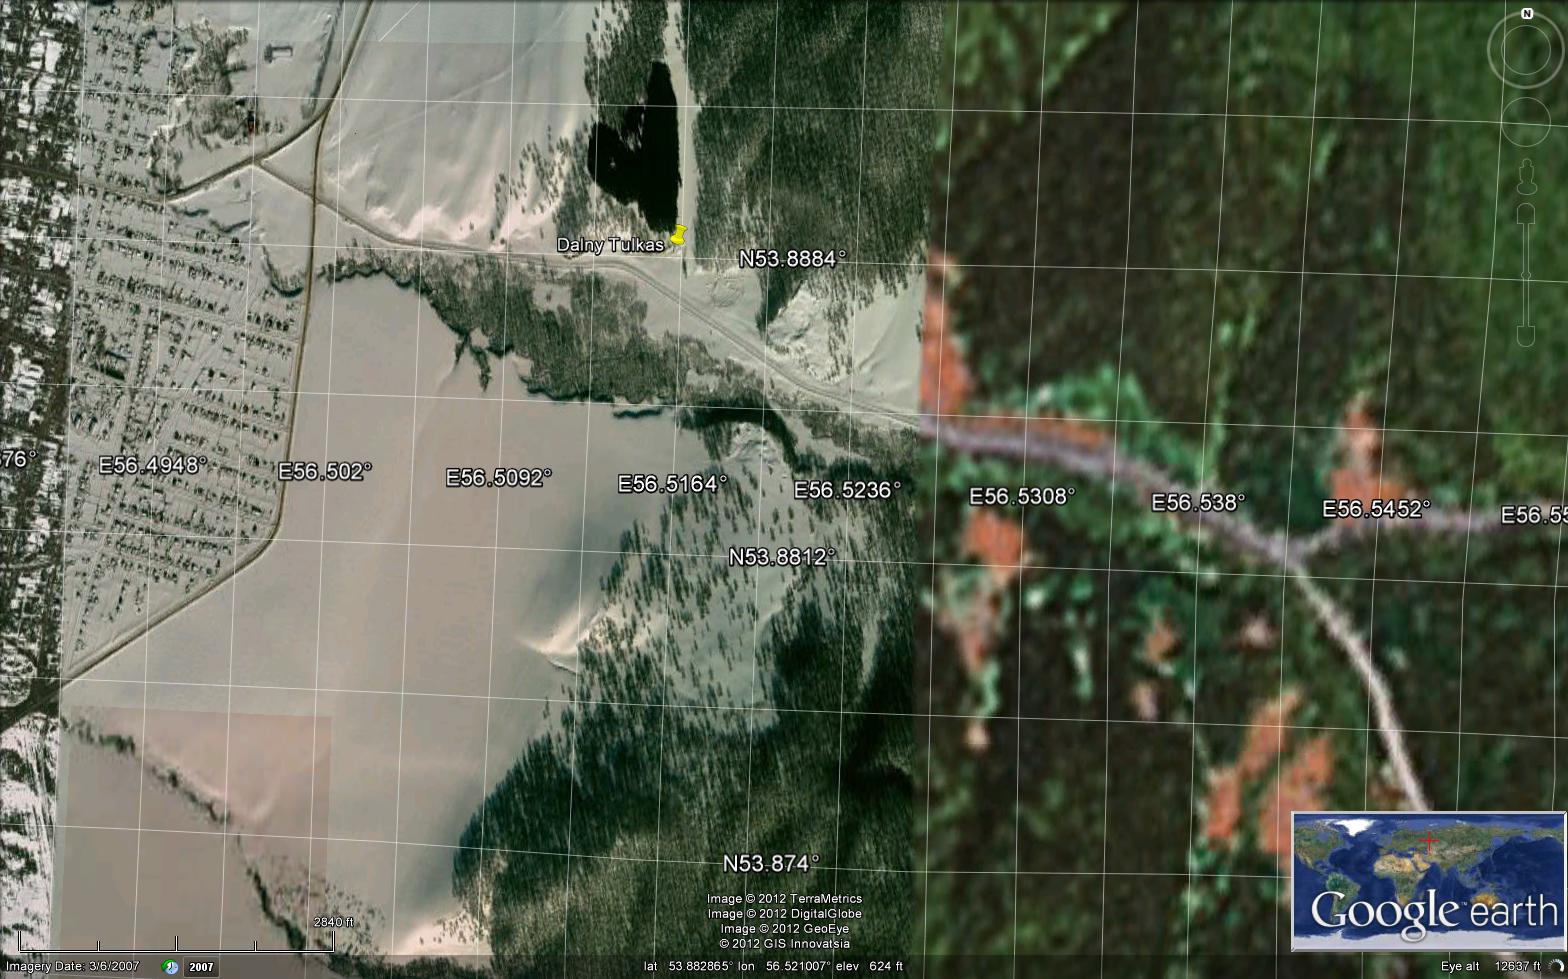 N
Dalny Tulkas
N53.8884°
76°
E56.4948°
E56.502°
E56.5092°
E56.5164°
E56.5236°
E56.5308°
E56.538°
E56.5452°
E56.55
N53.8812°
N53.874°
Image © 2012 TerraMetrics
Image © 2012 DigitalGlobe
Image © 2012 GeoEye
© 2012 GIS Innovatsia
2840 ft
Google earth
Imagery Date: 3/6/2007 2007 lat 53.882865° lon 56.521007° elev 624 ft Eye alt 12637 ft